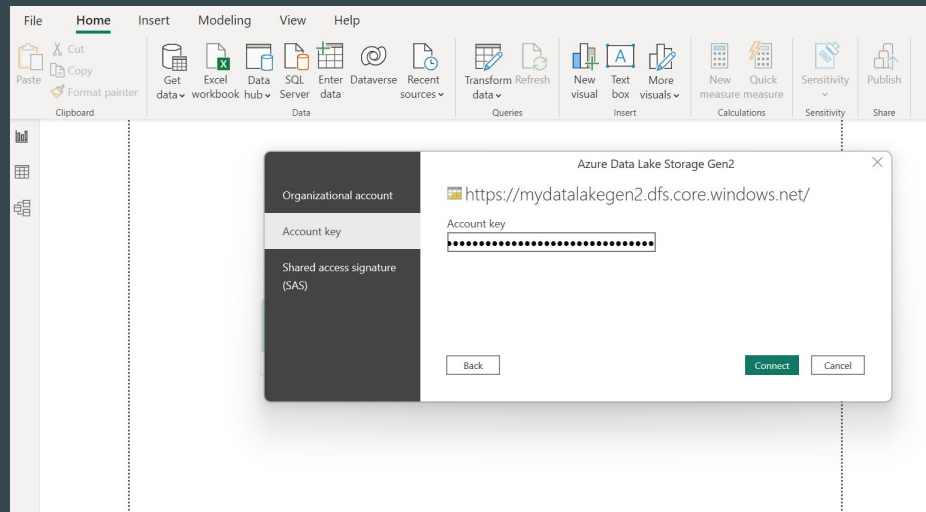 File Home Insert Modeling View Help
Paste
Cut
Copy
Format painter
Clipboard
Get data
Excel workbook
Data hub
SQL Server
Enter data
Dataverse
Recent sources
Data
Transform data
Refresh
Queries
New visual
Text box
More visuals
Insert
New measure
Quick measure
Calculations
Sensitivity
Sensitivity
Publish
Share
Azure Data Lake Storage Gen2
Organizational account
Account key
Shared access signature
(SAS)
https://mydatalakegen2.dfs.core.windows.net/
Account key
Back
Connect
Cancel